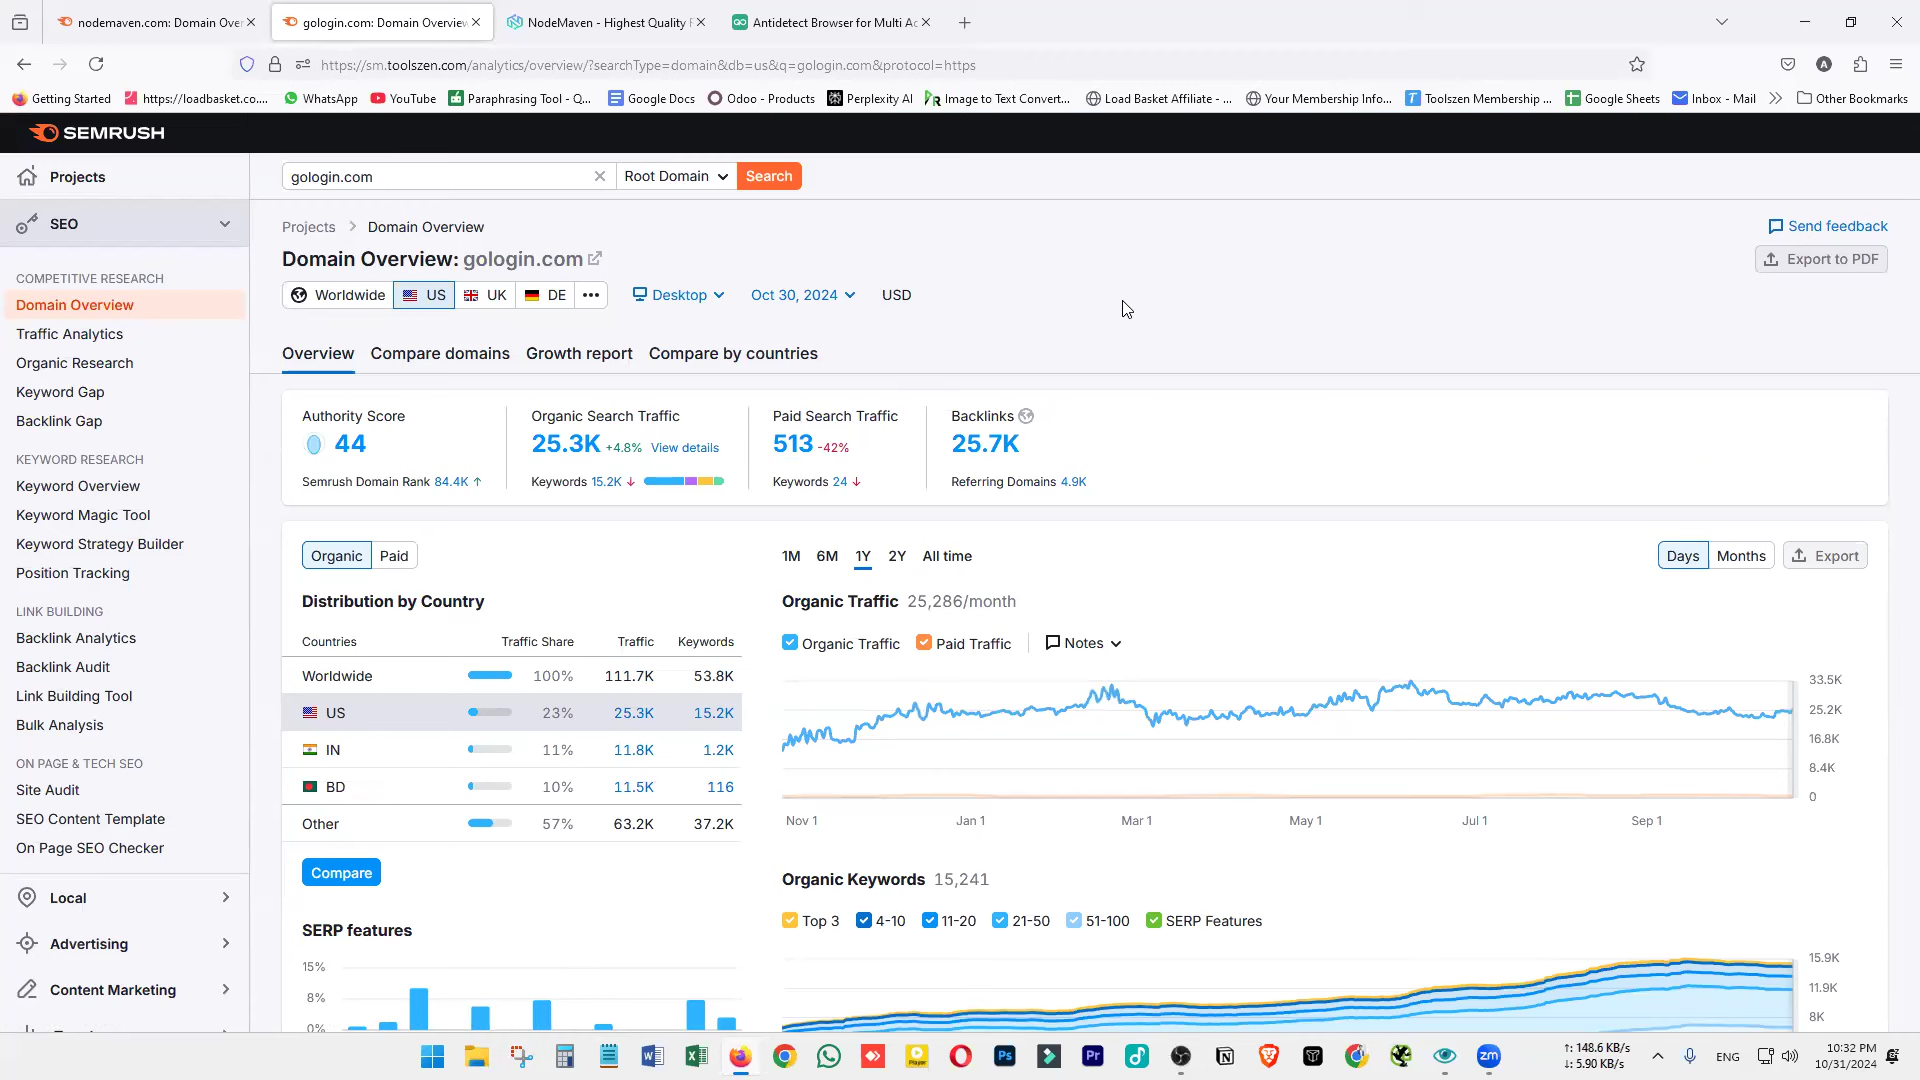 nodemaven.com: Domain Over
gologin.com: Domain Overview
NodeMaven - Highest Quality F
Antidetect Browser for Multi Ac
https://sm.toolszen.com/analytics/overview/?searchType=domain&db=us&q=gologin.com&protocol=https
A
Getting Started
https://loadbasket.co....
WhatsApp
YouTube
Paraphrasing Tool - Q...
Google Docs
Odoo - Products
Perplexity AI
Image to Text Convert...
Load Basket Affiliate - ...
Your Membership Info...
Toolszen Membership ...
Google Sheets
Inbox - Mail
Other Bookmarks
SEMRUSH
Projects
SEO
COMPETITIVE RESEARCH
Domain Overview
Traffic Analytics
Organic Research
Keyword Gap
Backlink Gap
KEYWORD RESEARCH
Keyword Overview
Keyword Magic Tool
Keyword Strategy Builder
Position Tracking
LINK BUILDING
Backlink Analytics
Backlink Audit
Link Building Tool
Bulk Analysis
ON PAGE & TECH SEO
Site Audit
SEO Content Template
On Page SEO Checker
Local
Advertising
Content Marketing
gologin.com
Root Domain
Search
Projects > Domain Overview
Send feedback
Domain Overview: gologin.com
Export to PDF
Worldwide US UK DE
Desktop
Oct 30, 2024
USD
Overview
Compare domains
Growth report
Compare by countries
Authority Score
44
Semrush Domain Rank 84.4K ↑
Organic Search Traffic
25.3K +4.8% View details
Keywords 15.2K ↓
Paid Search Traffic
513 -42%
Keywords 24 ↓
Backlinks
25.7K
Referring Domains 4.9K
Organic Paid
Distribution by Country
Countries Traffic Share Traffic Keywords
Worldwide 100% 111.7K 53.8K
US 23% 25.3K 15.2K
IN 11% 11.8K 1.2K
BD 10% 11.5K 116
Other 57% 63.2K 37.2K
Compare
SERP features
15%
8%
0%
1M 6M 1Y 2Y All time
Days Months
Export
Organic Traffic 25,286/month
Organic Traffic
Paid Traffic
Notes
33.5K
25.2K
16.8K
8.4K
0
Nov 1
Jan 1
Mar 1
May 1
Jul 1
Sep 1
Organic Keywords 15,241
Top 3
4-10
11-20
21-50
51-100
SERP Features
15.9K
11.9K
8K
Player
Ps
Pr
zm
↑: 148.6 KB/s
↓: 5.90 KB/s
ENG
10:32 PM
10/31/2024